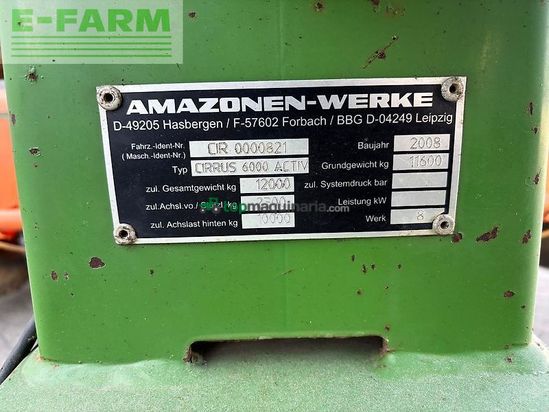 E-FARM
AMAZONEN-WERKE
D-49205 Hasbergen / F-57602 Forbach / BBG D-04249 Leipzig
Fahrz.-Ident-Nr.
(Masch.-Ident-Nr.) CIR 0000821
Baujahr 2008
Typ CIRRUS 6000 ACTIV
Grundgewicht kg 11600
zul. Gesamtgewicht kg 12000
zul. Systemdruck bar
zul.Achsl.vo./
Leistung kW
topmaquinaria.com
zul. Achslast hinten kg 10000
Werk 8